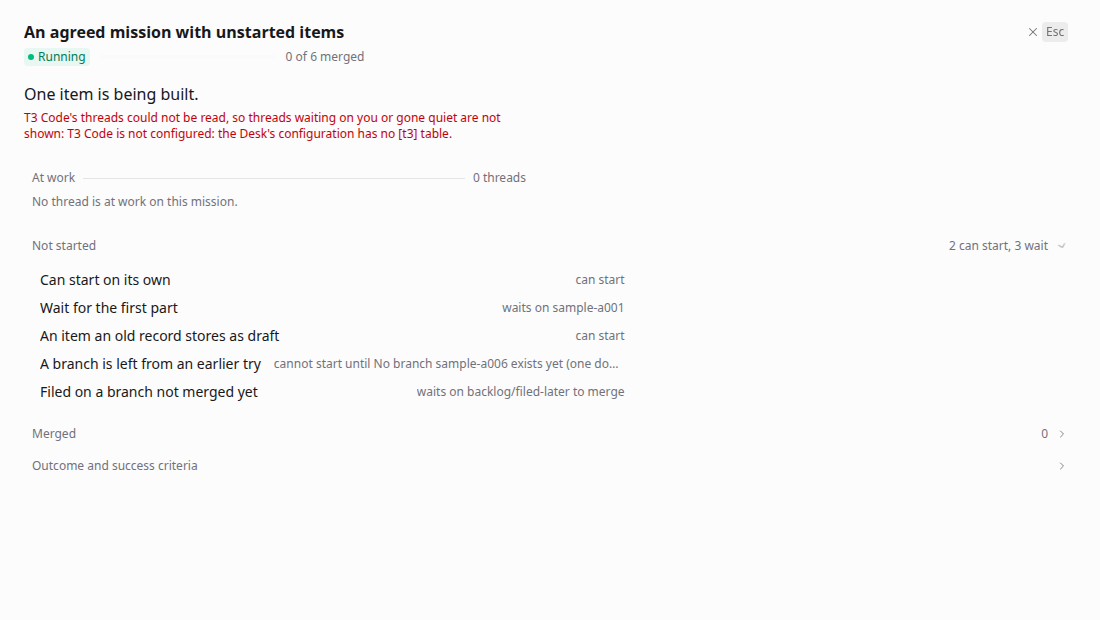 An agreed mission with unstarted items
Esc
Running
0 of 6 merged
One item is being built.
T3 Code's threads could not be read, so threads waiting on you or gone quiet are not
shown: T3 Code is not configured: the Desk's configuration has no [t3] table.
At work
0 threads
No thread is at work on this mission.
Not started
2 can start, 3 wait
Can start on its own
can start
Wait for the first part
waits on sample-a001
An item an old record stores as draft
can start
A branch is left from an earlier try
cannot start until No branch sample-a006 exists yet (one do...
Filed on a branch not merged yet
waits on backlog/filed-later to merge
Merged
0
Outcome and success criteria